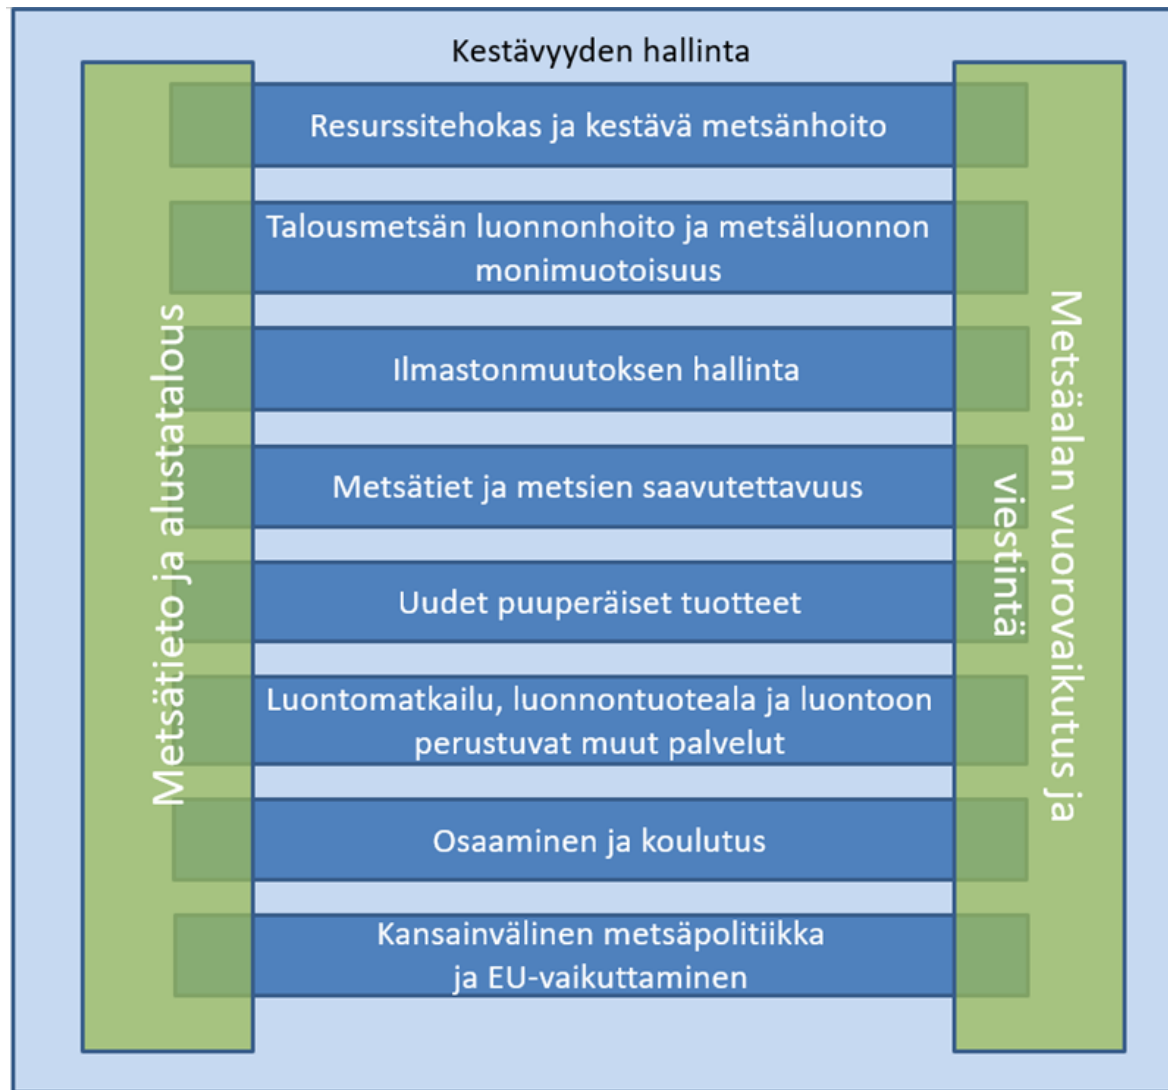 Kestävyyden hallinta
Metsätieto ja alustatalous
Resurssitehokas ja kestävä metsänhoito
Talousmetsän luonnonhoito ja metsäluonnon
monimuotoisuus
Ilmastonmuutoksen hallinta
Metsätiet ja metsien saavutettavuus
Uudet puuperäiset tuotteet
Luontomatkailu, luonnontuoteala ja luontoon
perustuvat muut palvelut
Osaaminen ja koulutus
Kansainvälinen metsäpolitiikka
ja EU-vaikuttaminen
Metsäalan vuorovaikutus ja
viestintä